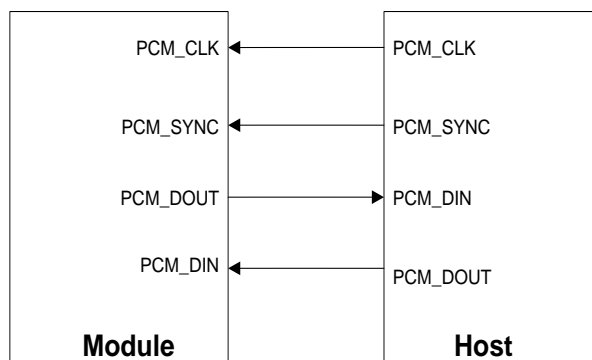 PCM_CLK
PCM_CLK
PCM_SYNC
PCM_SYNC
PCM_DOUT
PCM_DIN
PCM_DIN
PCM_DOUT
Module
Host